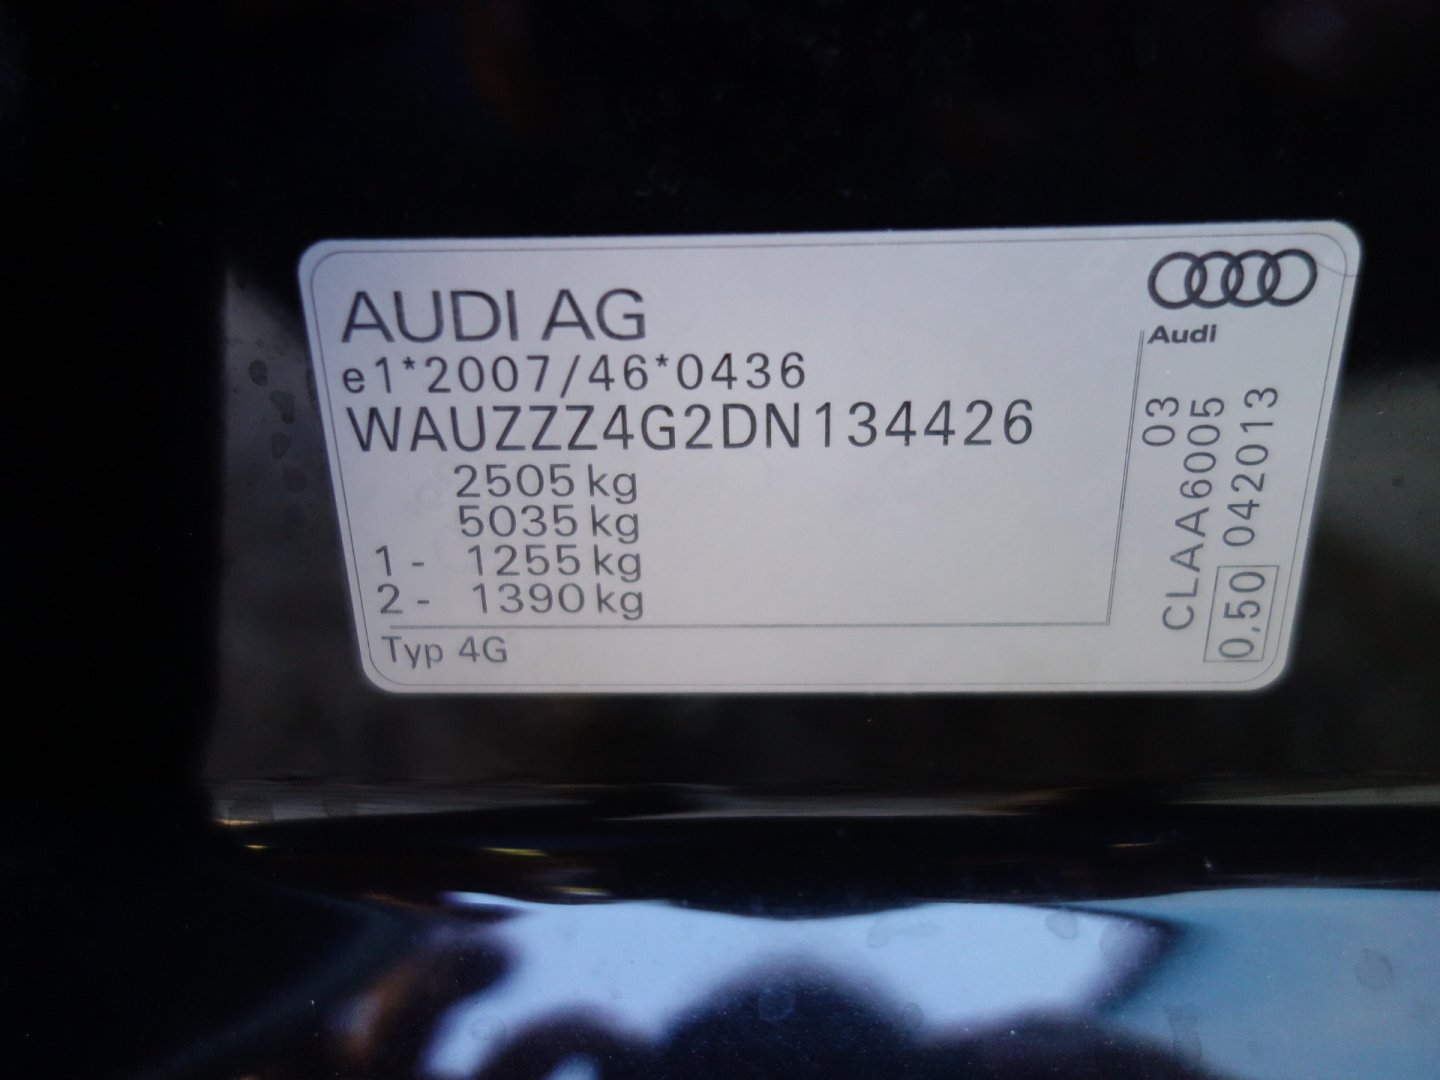 AUDI AG
e1*2007/46*0436
WAUZZZ4G2DN134426
2505 kg
5035 kg
1 - 1255 kg
2 - 1390 kg
Typ 4G
Audi
03
CLAA6005
0,50 042013